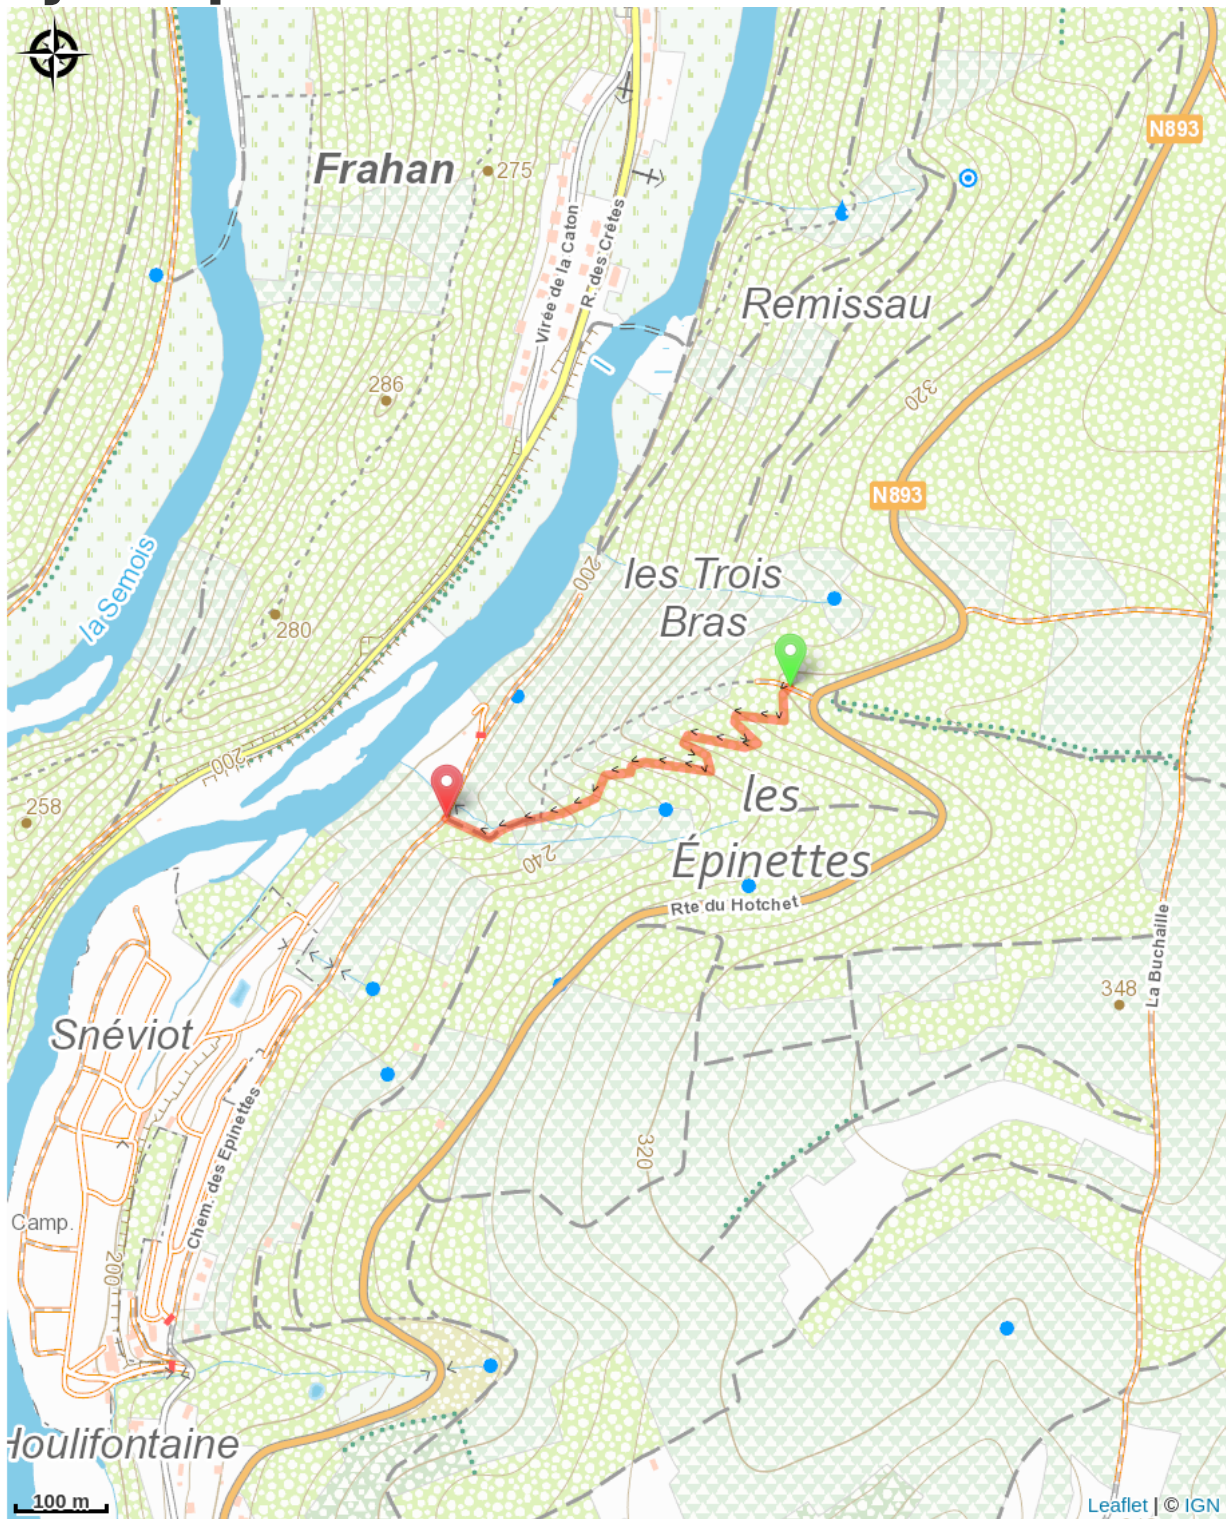 N893
Frahan
275
Virée de la Caton
R. des Crêtes
Remissau
286
320
N893
la Semois
200
les Trois
Bras
280
200
258
les
240
Épinettes
Rte du Hotchet
La Buchaille
348
Snéviot
Chem. des Epinettes
320
Camp.
200
Houlifontaine
100 m
Leaflet | © IGN